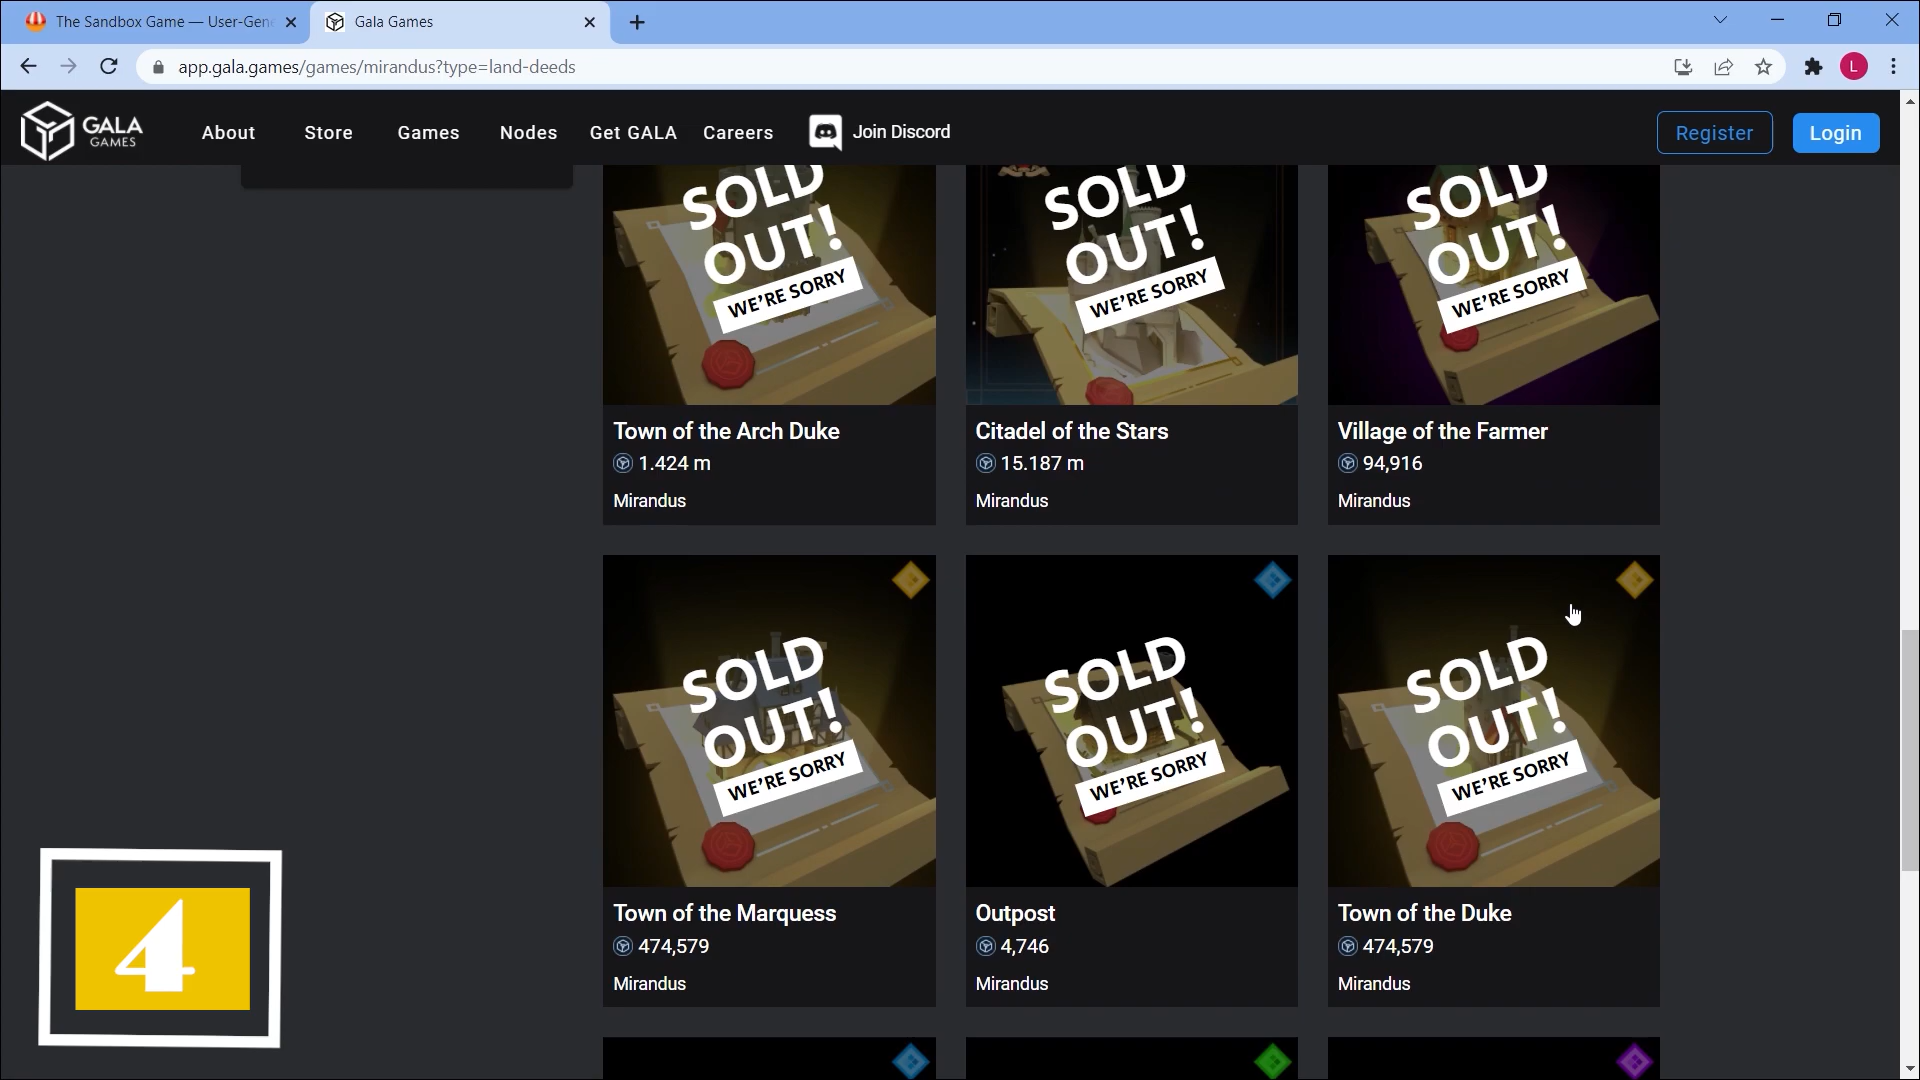 The Sandbox Game — User-Gene
Gala Games
app.gala.games/games/mirandus?type=land-deeds
L
GALA
GAMES
About
Store
Games
Nodes
Get GALA
Careers
Join Discord
Register
Login
SOLD
OUT!
WE'RE SORRY
SOLD
OUT!
WE'RE SORRY
SOLD
OUT!
WE'RE SORRY
Town of the Arch Duke
1.424 m
Mirandus
Citadel of the Stars
15.187 m
Mirandus
Village of the Farmer
94,916
Mirandus
SOLD
OUT!
WE'RE SORRY
SOLD
OUT!
WE'RE SORRY
SOLD
OUT!
WE'RE SORRY
Town of the Marquess
474,579
Mirandus
Outpost
4,746
Mirandus
Town of the Duke
474,579
Mirandus
4